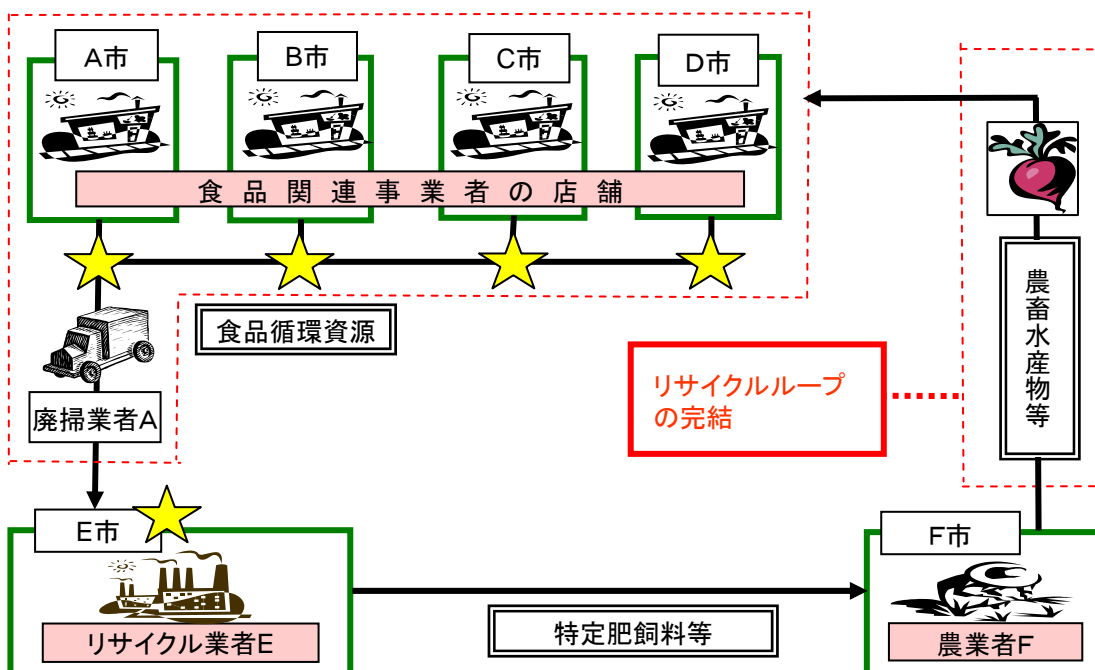 A市
B市
C市
D市
食品関連事業者の店舗
食品循環資源
農畜水産物等
リサイクルループ
の完結
廃掃業者A
E市
F市
リサイクル業者E
特定肥飼料等
農業者F